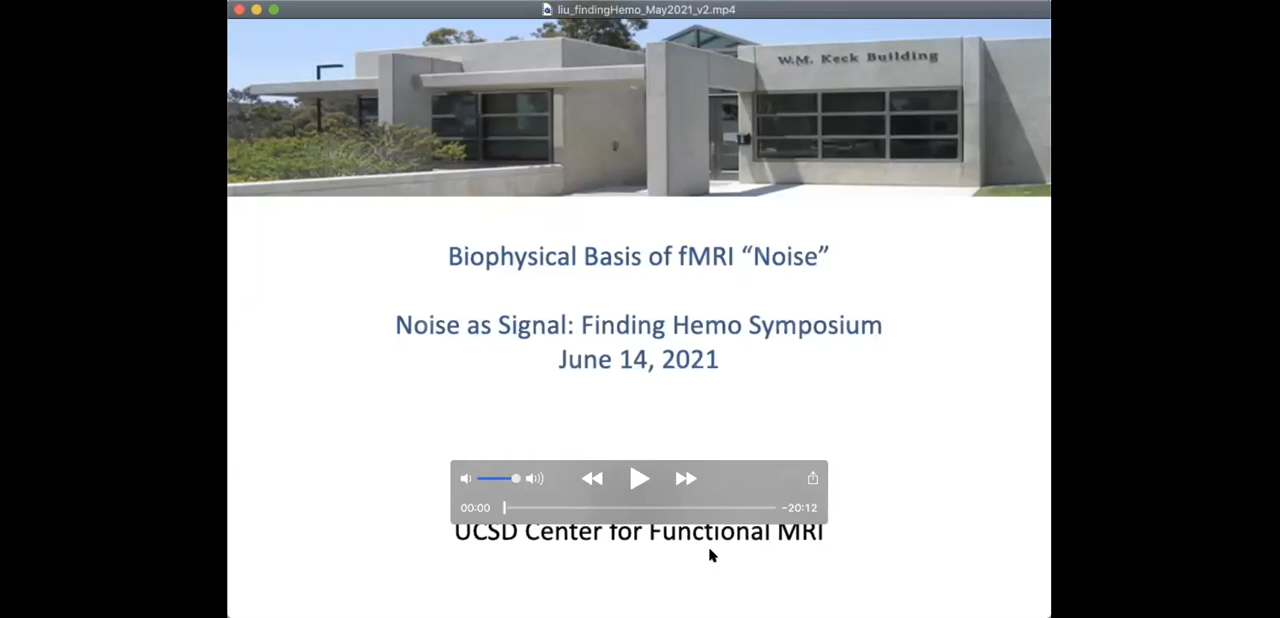 liu_findingHemo_May2021_v2.mp4
W.M. Keck Building
Biophysical Basis of fMRI “Noise”
Noise as Signal: Finding Hemo Symposium
June 14, 2021
00:00
-20:12
UCSD Center for Functional MRI